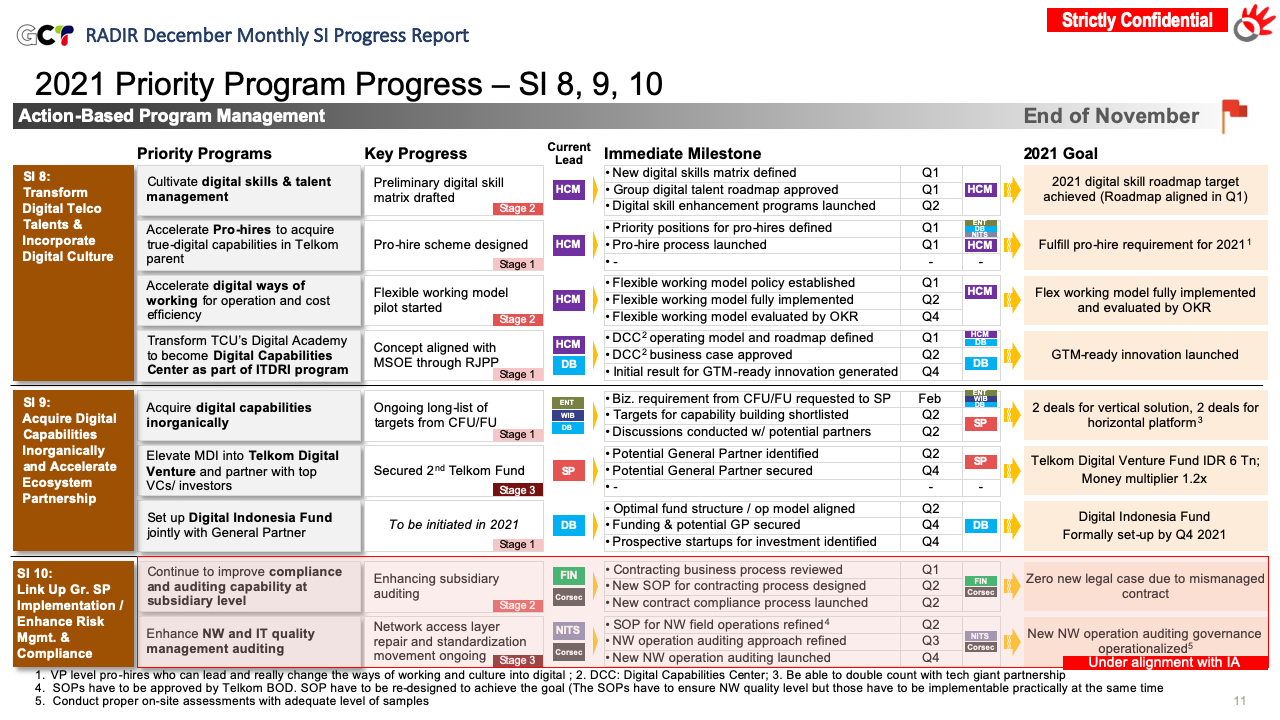 GCT RADIR December Monthly SI Progress Report
Strictly Confidential
2021 Priority Program Progress – SI 8, 9, 10
Action-Based Program Management
End of November
Priority Programs
Key Progress
Current
Lead
Immediate Milestone
2021 Goal
SI 8:
Transform
Digital Telco
Talents &
Incorporate
Digital Culture
Cultivate digital skills & talent
management
Preliminary digital skill
matrix drafted
Stage 2
HCM
• New digital skills matrix defined
Q1
• Group digital talent roadmap approved
Q1
• Digital skill enhancement programs launched
Q2
HCM
2021 digital skill roadmap target
achieved (Roadmap aligned in Q1)
Accelerate Pro-hires to acquire
true-digital capabilities in Telkom
parent
Pro-hire scheme designed
Stage 1
HCM
• Priority positions for pro-hires defined
Q1
• Pro-hire process launched
Q1
• -
-
ENT
DB
NITS
HCM
-
Fulfill pro-hire requirement for 2021¹
Accelerate digital ways of
working for operation and cost
efficiency
Flexible working model
pilot started
Stage 2
HCM
• Flexible working model policy established
Q1
• Flexible working model fully implemented
Q2
• Flexible working model evaluated by OKR
Q4
HCM
Flex working model fully implemented
and evaluated by OKR
Transform TCU's Digital Academy
to become Digital Capabilities
Center as part of ITDRI program
Concept aligned with
MSOE through RJPP
Stage 1
HCM
DB
• DCC² operating model and roadmap defined
Q1
• DCC² business case approved
Q2
• Initial result for GTM-ready innovation generated
Q4
HCM
DB
DB
GTM-ready innovation launched
SI 9:
Acquire Digital
Capabilities
Inorganically
and Accelerate
Ecosystem
Partnership
Acquire digital capabilities
inorganically
Ongoing long-list of
targets from CFU/FU
Stage 1
ENT
WIB
DB
• Biz. requirement from CFU/FU requested to SP
Feb
• Targets for capability building shortlisted
Q2
• Discussions conducted w/ potential partners
Q2
ENT
WIB
DB
SP
2 deals for vertical solution, 2 deals for
horizontal platform³
Elevate MDI into Telkom Digital
Venture and partner with top
VCs/ investors
Secured 2nd Telkom Fund
Stage 3
SP
• Potential General Partner identified
Q2
• Potential General Partner secured
Q4
• -
-
SP
-
Telkom Digital Venture Fund IDR 6 Tn;
Money multiplier 1.2x
Set up Digital Indonesia Fund
jointly with General Partner
To be initiated in 2021
Stage 1
DB
• Optimal fund structure / op model aligned
Q2
• Funding & potential GP secured
Q4
• Prospective startups for investment identified
Q4
DB
Digital Indonesia Fund
Formally set-up by Q4 2021
SI 10:
Link Up Gr. SP
Implementation /
Enhance Risk
Mgmt. &
Compliance
Continue to improve compliance
and auditing capability at
subsidiary level
Enhancing subsidiary
auditing
Stage 2
FIN
Corsec
• Contracting business process reviewed
Q1
• New SOP for contracting process designed
Q2
• New contract compliance process launched
Q2
FIN
Corsec
Zero new legal case due to mismanaged
contract
Enhance NW and IT quality
management auditing
Network access layer
repair and standardization
movement ongoing
Stage 3
NITS
Corsec
• SOP for NW field operations refined⁴
Q2
• NW operation auditing approach refined
Q3
• New NW operation auditing launched
Q4
NITS
Corsec
New NW operation auditing governance
operationalized⁵
Under alignment with IA
1. VP level pro-hires who can lead and really change the ways of working and culture into digital ; 2. DCC: Digital Capabilities Center; 3. Be able to double count with tech giant partnership
4. SOPs have to be approved by Telkom BOD. SOP have to be re-designed to achieve the goal (The SOPs have to ensure NW quality level but those have to be implementable practically at the same time
5. Conduct proper on-site assessments with adequate level of samples
11